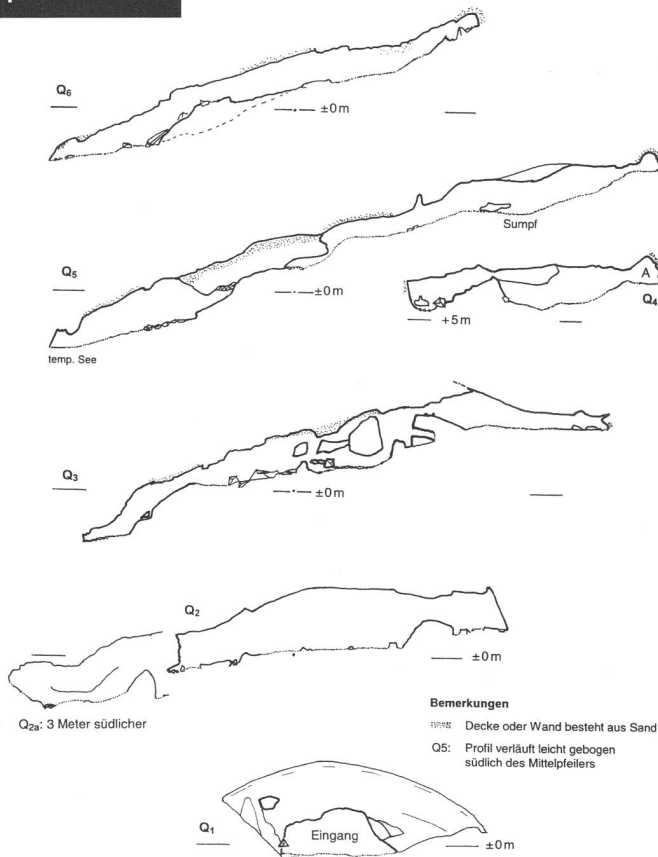 Q6
±0m
Q5
Sumpf
±0m
temp. See
A
Q4
+5m
Q3
±0m
Q2
±0m
Q2a: 3 Meter südlicher
Bemerkungen
Decke oder Wand besteht aus Sand
Q5: Profil verläuft leicht gebogen
südlich des Mittelpfeilers
Q1
Eingang
±0m